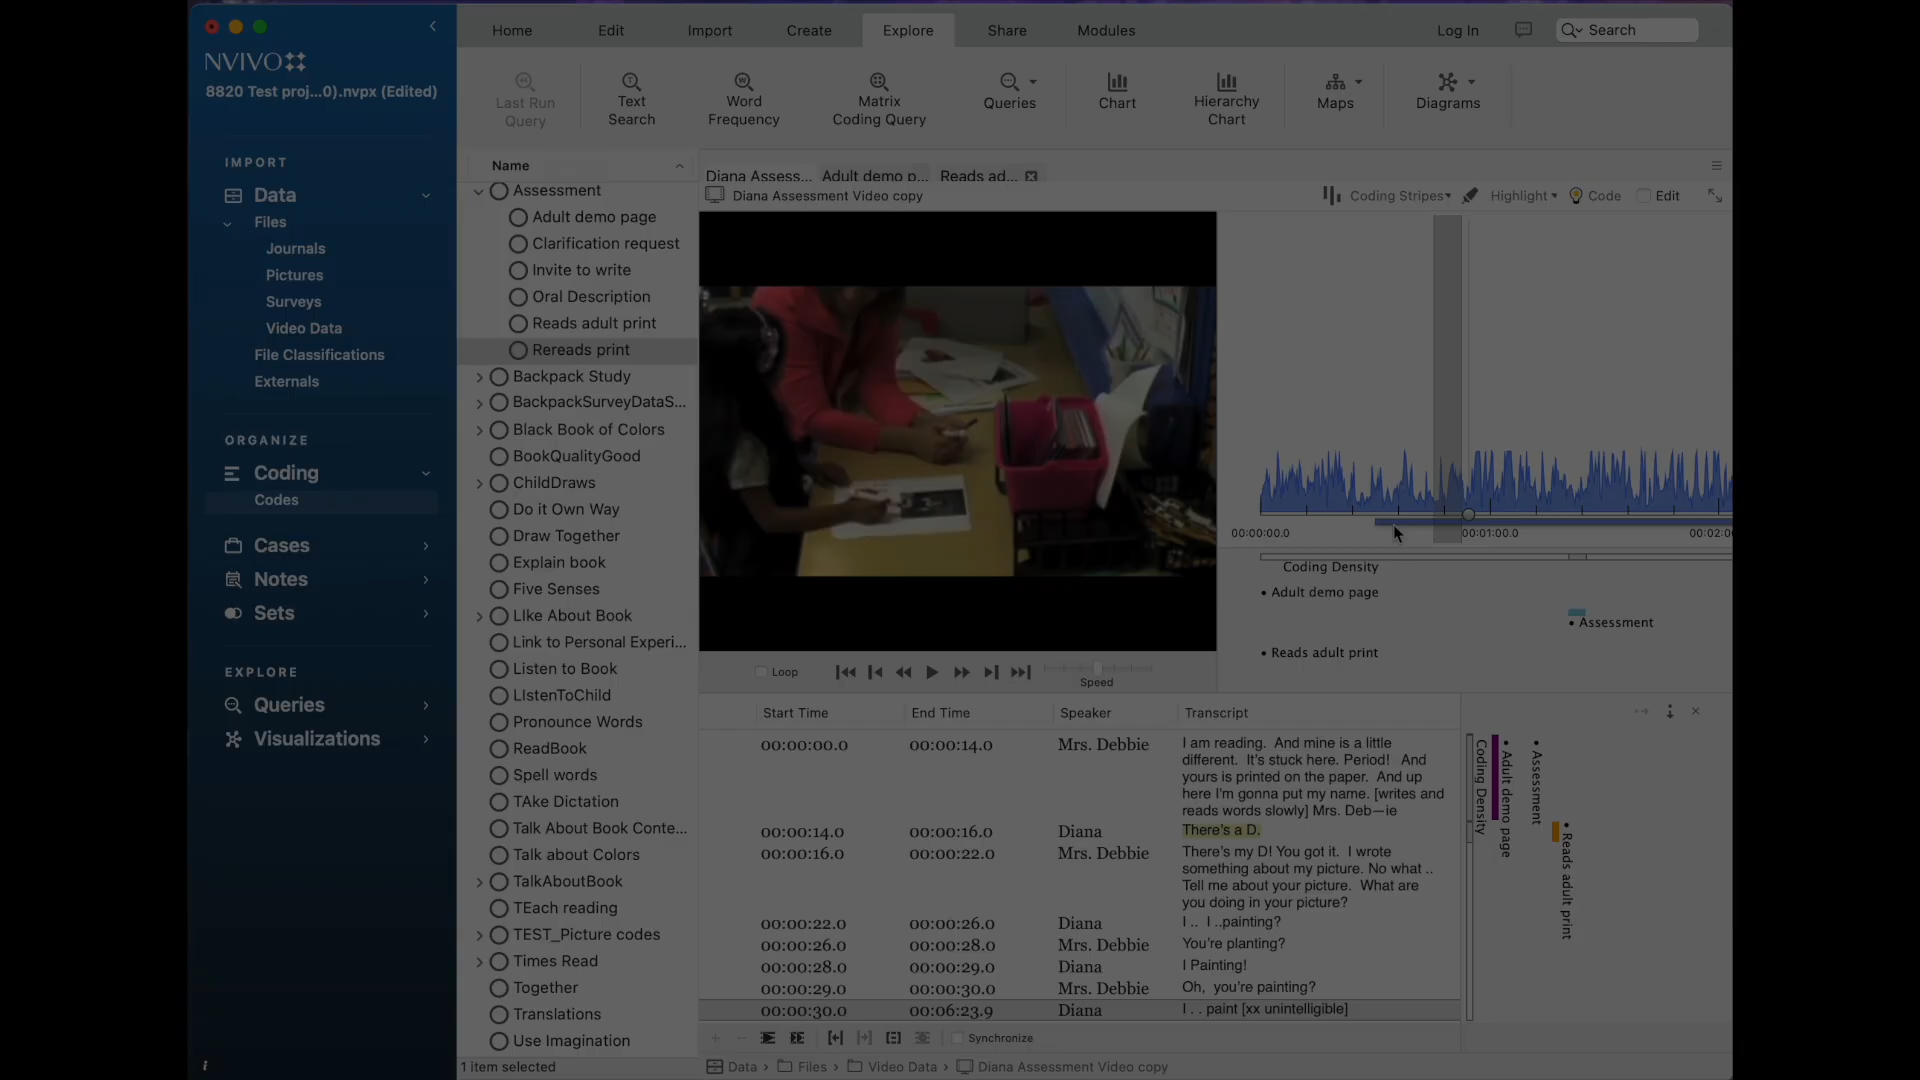 Home Edit Import Create Explore Share Modules Log In Search
NVIVO
8820 Test proj...0).nvpx (Edited)
Last Run Query
Text Search
Word Frequency
Matrix Coding Query
Queries
Chart
Hierarchy Chart
Maps
Diagrams
IMPORT
Data
Files
Journals
Pictures
Surveys
Video Data
File Classifications
Externals
ORGANIZE
Coding
Codes
Cases
Notes
Sets
EXPLORE
Queries
Visualizations
Name
Assessment
Adult demo page
Clarification request
Invite to write
Oral Description
Reads adult print
Rereads print
Backpack Study
BackpackSurveyDataS...
Black Book of Colors
BookQualityGood
ChildDraws
Do it Own Way
Draw Together
Explain book
Five Senses
LIke About Book
Link to Personal Experi...
Listen to Book
LIstenToChild
Pronounce Words
ReadBook
Spell words
TAke Dictation
Talk About Book Conte...
Talk about Colors
TalkAboutBook
TEach reading
TEST_Picture codes
Times Read
Together
Translations
Use Imagination
1 item selected
Diana Assess... Adult demo p... Reads ad...
Diana Assessment Video copy
Coding Stripes Highlight Code Edit
00:00:00.0 00:01:00.0 00:02:0
Coding Density
Adult demo page
Assessment
Reads adult print
Loop
Speed
Start Time End Time Speaker Transcript
00:00:00.0 00:00:14.0 Mrs. Debbie I am reading. And mine is a little
different. It's stuck here. Period! And
yours is printed on the paper. And up
here I'm gonna put my name. [writes and
reads words slowly] Mrs. Deb—ie
00:00:14.0 00:00:16.0 Diana There's a D.
00:00:16.0 00:00:22.0 Mrs. Debbie There's my D! You got it. I wrote
something about my picture. No what ..
Tell me about your picture. What are
you doing in your picture?
00:00:22.0 00:00:26.0 Diana I .. I ..painting?
00:00:26.0 00:00:28.0 Mrs. Debbie You're planting?
00:00:28.0 00:00:29.0 Diana I Painting!
00:00:29.0 00:00:30.0 Mrs. Debbie Oh, you're painting?
00:00:30.0 00:06:23.9 Diana I . . paint [xx unintelligible]
Coding Density
Adult demo page
Assessment
Reads adult print
Synchronize
Data › Files › Video Data › Diana Assessment Video copy